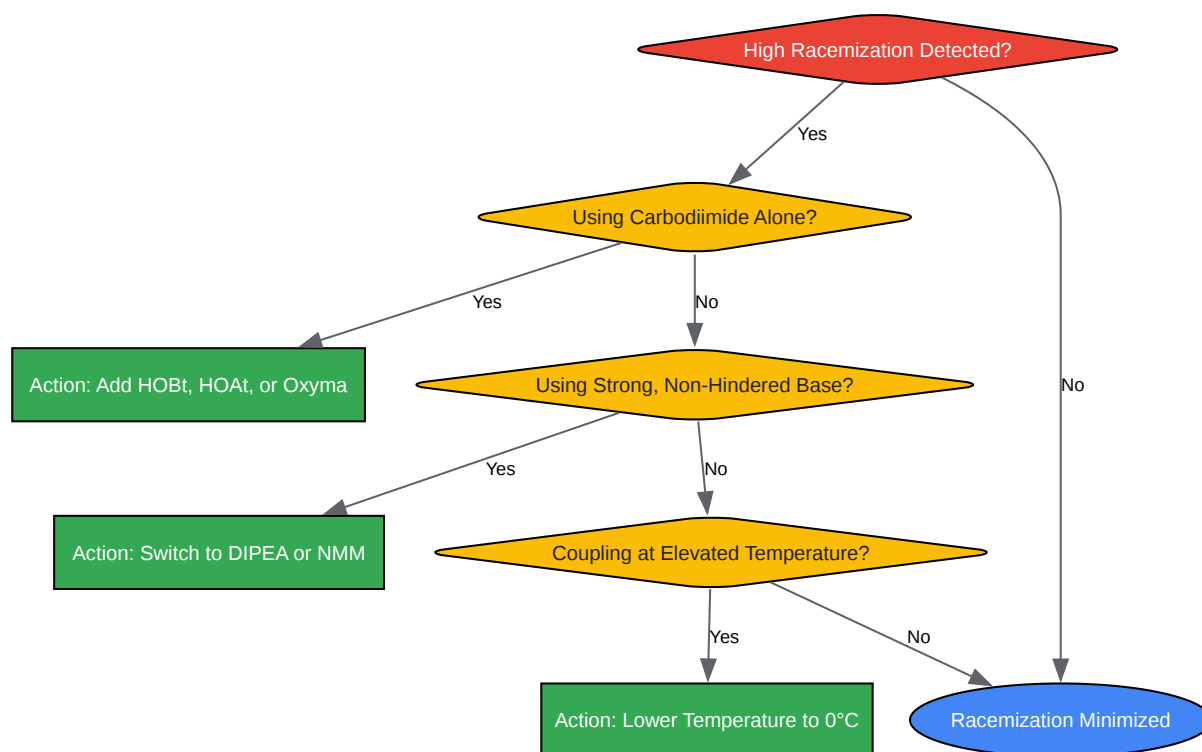 High Racemization Detected?
Yes
Using Carbodiimide Alone?
Yes
No
Action: Add HOBt, HOAt, or Oxyma
Using Strong, Non-Hindered Base?
No
Yes
No
Action: Switch to DIPEA or NMM
Coupling at Elevated Temperature?
Yes
No
Action: Lower Temperature to 0°C
Racemization Minimized